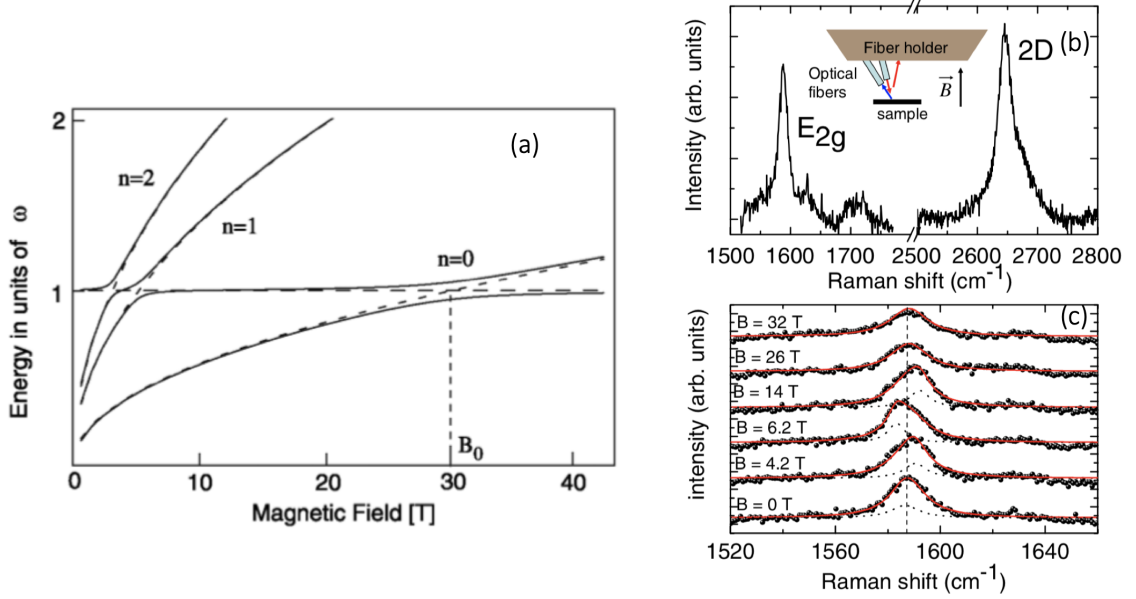 (a)
2
1
n=2
n=1
n=0
B0
0
10
20
30
40
Energy in units of ω
Magnetic Field [T]
(b)
Fiber holder
Optical
fibers
sample
B
E2g
2D
Intensity (arb. units)
1500 1600 1700 2500 2600 2700 2800
Raman shift (cm-1)
(c)
B = 32 T
B = 26 T
B = 14 T
B = 6.2 T
B = 4.2 T
B = 0 T
intensity (arb. units)
1520 1560 1600 1640
Raman shift (cm-1)